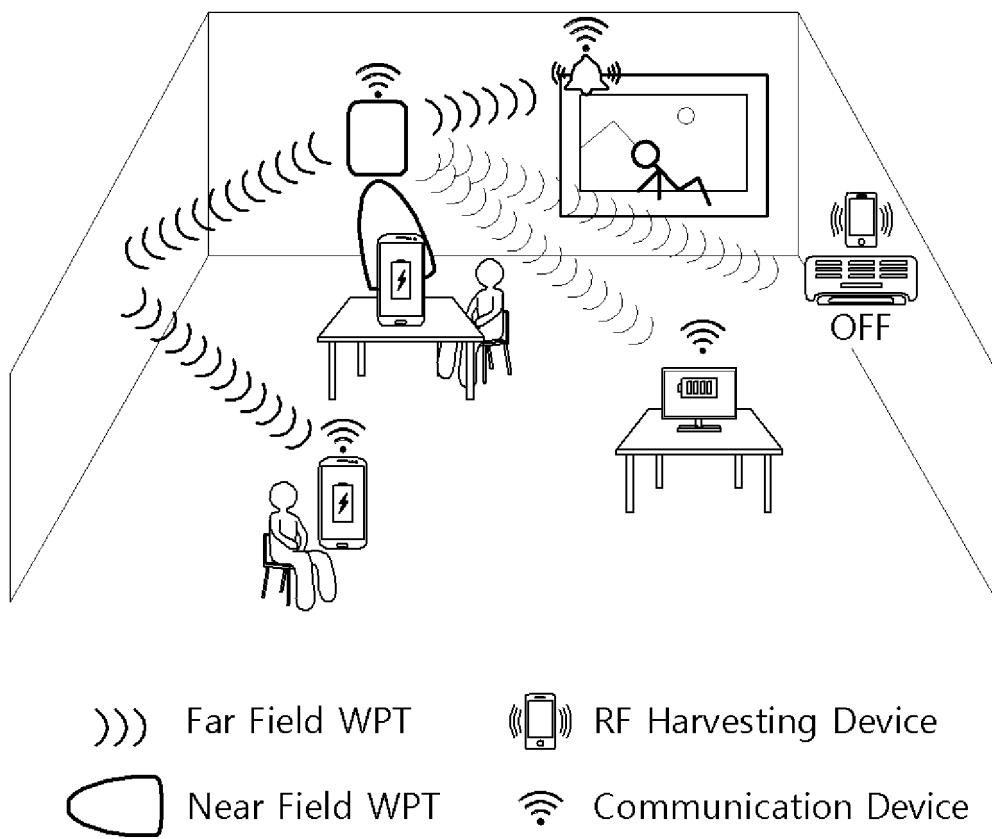 OFF
Far Field WPT
RF Harvesting Device
Near Field WPT
Communication Device